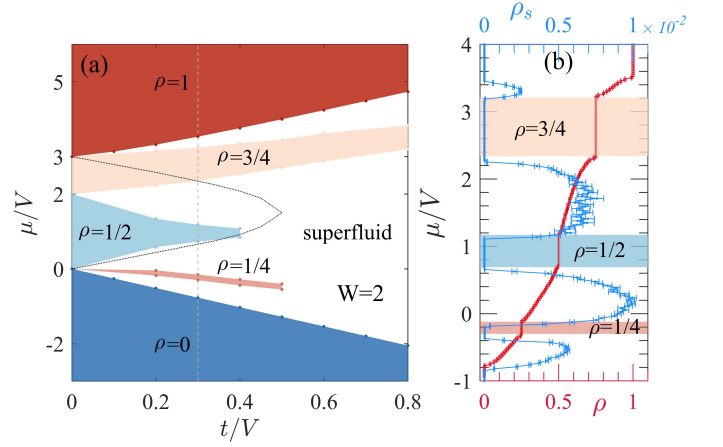 (a)
ρ=1
ρ=3/4
ρ=1/2
superfluid
ρ=1/4
W=2
ρ=0
5
3
2
0
-2
μ/V
0
0.2
0.4
0.6
0.8
t/V
ρs
0
0.5
1 ×10⁻²
(b)
ρ=3/4
ρ=1/2
ρ=1/4
4
3
2
1
0
-1
μ/V
0
0.5
1
ρ